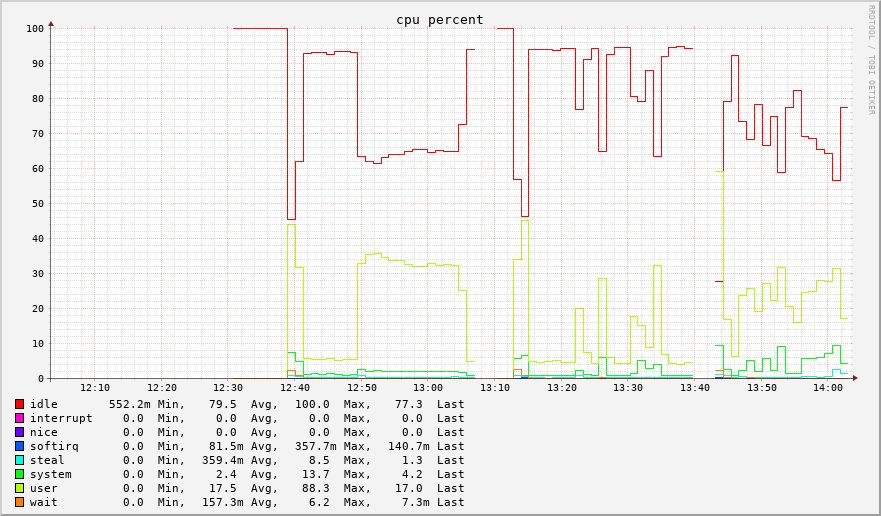 cpu percent
RRDTOOL / TOBI OETIKER
100
90
80
70
60
50
40
30
20
10
0
12:10 12:20 12:30 12:40 12:50 13:00 13:10 13:20 13:30 13:40 13:50 14:00
idle 552.2m Min, 79.5 Avg, 100.0 Max, 77.3 Last
interrupt 0.0 Min, 0.0 Avg, 0.0 Max, 0.0 Last
nice 0.0 Min, 0.0 Avg, 0.0 Max, 0.0 Last
softirq 0.0 Min, 81.5m Avg, 357.7m Max, 140.7m Last
steal 0.0 Min, 359.4m Avg, 8.5 Max, 1.3 Last
system 0.0 Min, 2.4 Avg, 13.7 Max, 4.2 Last
user 0.0 Min, 17.5 Avg, 88.3 Max, 17.0 Last
wait 0.0 Min, 157.3m Avg, 6.2 Max, 7.3m Last